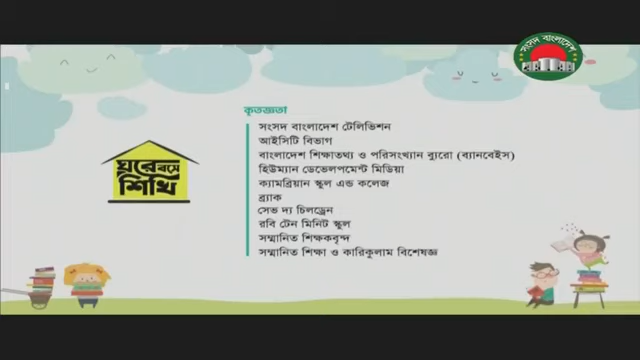 সংসদ বাংলাদেশ
কৃতজ্ঞতা
সংসদ বাংলাদেশ টেলিভিশন
আইসিটি বিভাগ
বাংলাদেশ শিক্ষাতথ্য ও পরিসংখ্যান ব্যুরো (ব্যানবেইস)
হিউম্যান ডেভেলপমেন্ট মিডিয়া
ক্যামব্রিয়ান স্কুল এন্ড কলেজ
ব্র্যাক
সেভ দ্য চিলড্রেন
রবি টেন মিনিট স্কুল
সম্মানিত শিক্ষকবৃন্দ
সম্মানিত শিক্ষা ও কারিকুলাম বিশেষজ্ঞ
ঘরে বসে
শিখি